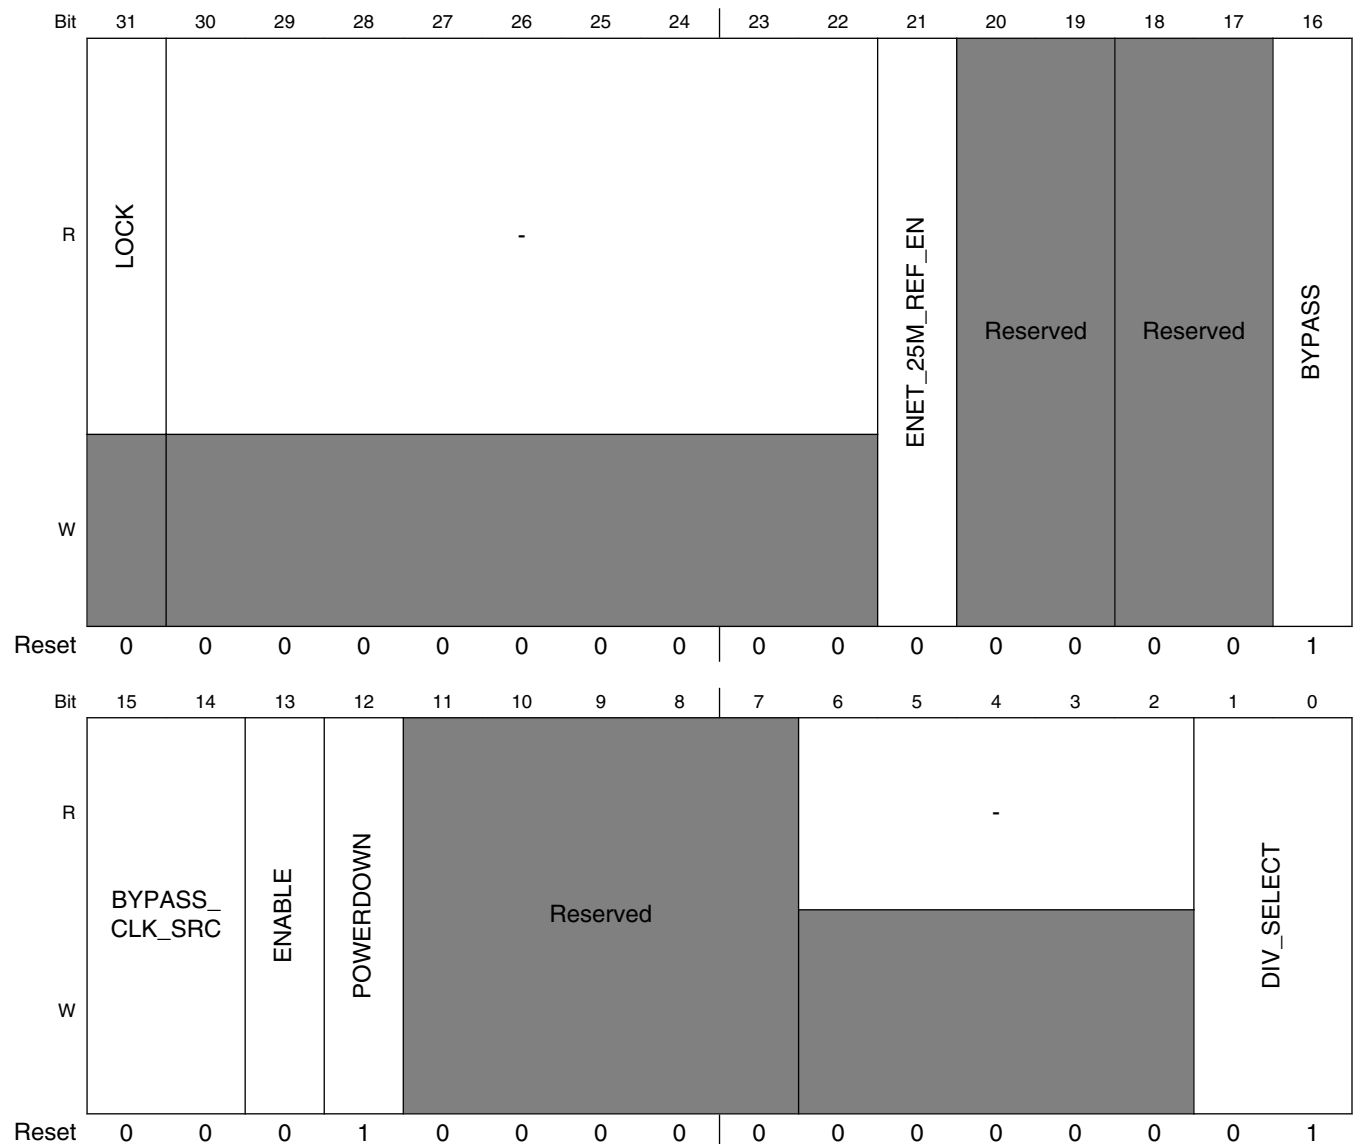 Bit 31 30 29 28 27 26 25 24 23 22 21 20 19 18 17 16
R
LOCK
-
ENET_25M_REF_EN
Reserved
Reserved
BYPASS
W
Reset 0 0 0 0 0 0 0 0 0 0 0 0 0 0 0 1
Bit 15 14 13 12 11 10 9 8 7 6 5 4 3 2 1 0
R
BYPASS_
CLK_SRC
ENABLE
POWERDOWN
Reserved
-
DIV_SELECT
W
Reset 0 0 0 1 0 0 0 0 0 0 0 0 0 0 0 1